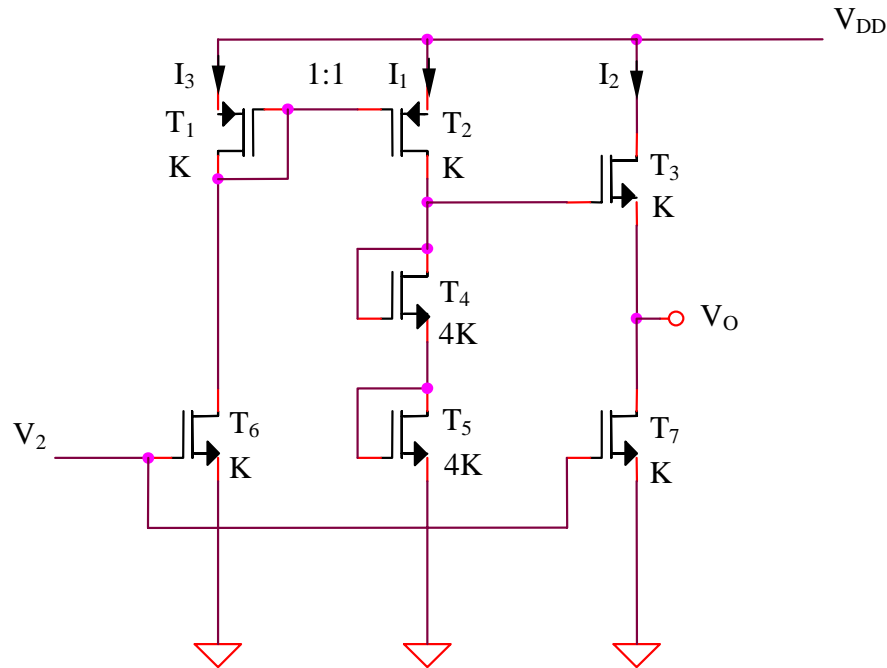 V_DD
I_3 1:1 I_1 I_2
T_1 T_2
K K
T_3
K
T_4
4K
V_O
T_6 T_5 T_7
V_2
K 4K K